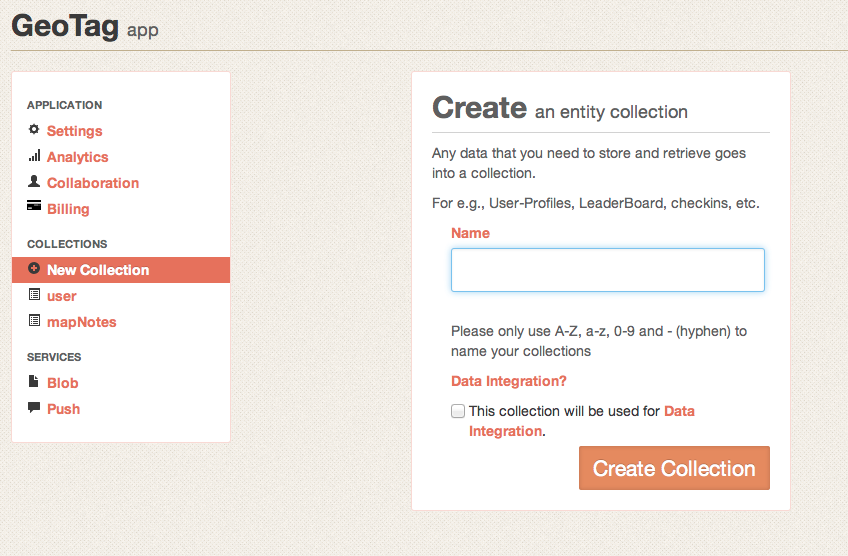 GeoTag app
APPLICATION
Settings
Analytics
Collaboration
Billing
COLLECTIONS
New Collection
user
mapNotes
SERVICES
Blob
Push
Create an entity collection
Any data that you need to store and retrieve goes
into a collection.
For e.g., User-Profiles, LeaderBoard, checkins, etc.
Name
Please only use A-Z, a-z, 0-9 and - (hyphen) to
name your collections
Data Integration?
This collection will be used for Data
Integration.
Create Collection